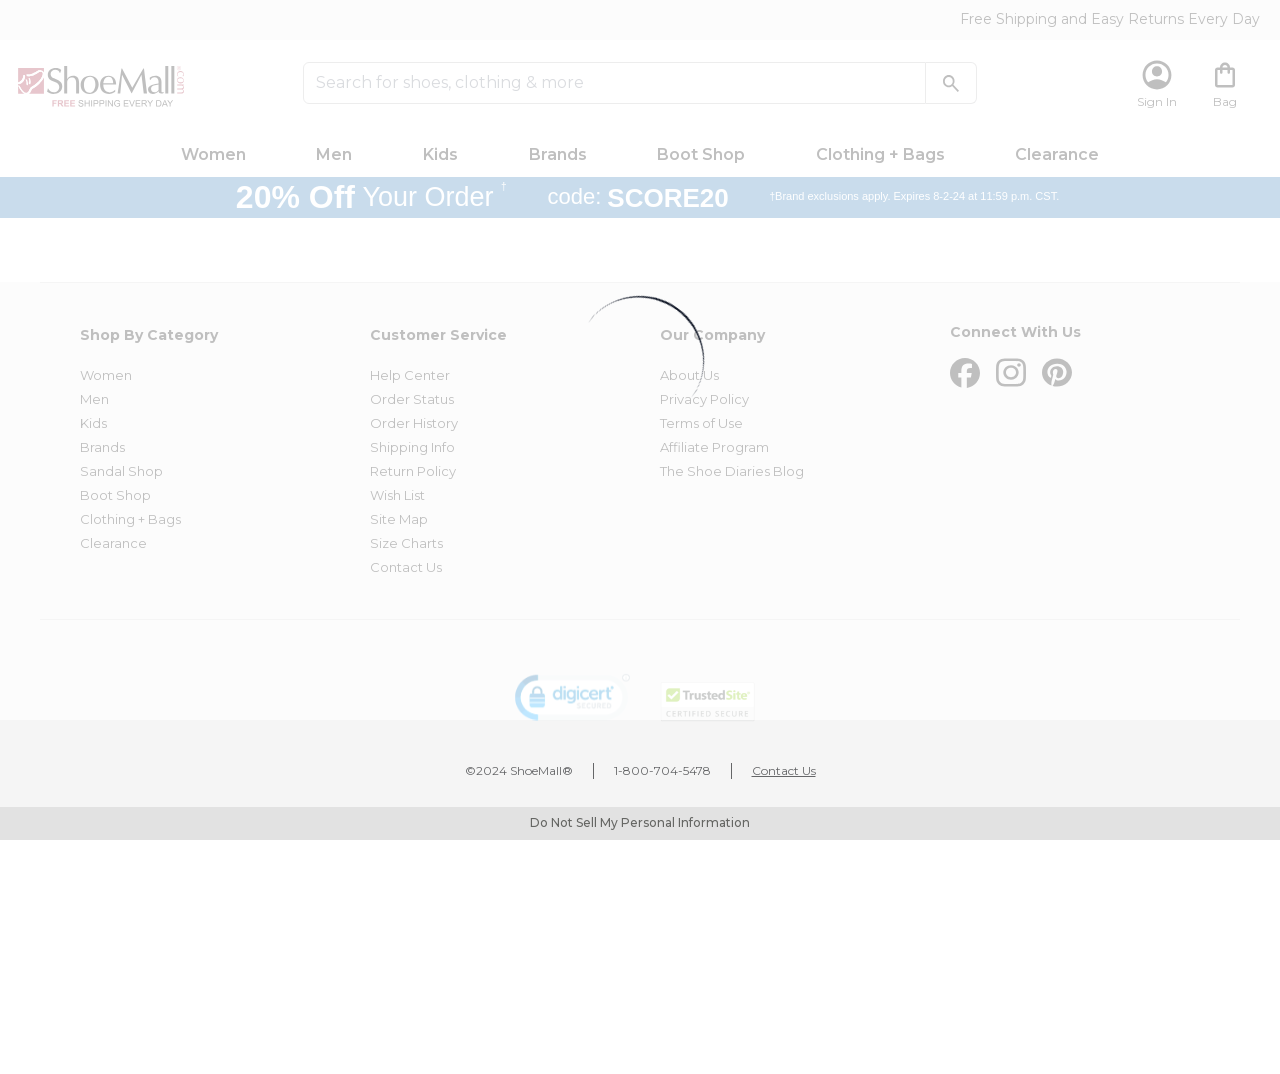 Free Shipping and Easy Returns Every Day
ShoeMall.com
FREE SHIPPING EVERY DAY
Search for shoes, clothing & more
Sign In
Bag
Women Men Kids Brands Boot Shop Clothing + Bags Clearance
20% Off Your Order † code: SCORE20 †Brand exclusions apply. Expires 8-2-24 at 11:59 p.m. CST.
Shop By Category
Women
Men
Kids
Brands
Sandal Shop
Boot Shop
Clothing + Bags
Clearance
Customer Service
Help Center
Order Status
Order History
Shipping Info
Return Policy
Wish List
Site Map
Size Charts
Contact Us
Our Company
About Us
Privacy Policy
Terms of Use
Affiliate Program
The Shoe Diaries Blog
Connect With Us
digicert
SECURED
TrustedSite
CERTIFIED SECURE
©2024 ShoeMall® 1-800-704-5478 Contact Us
Do Not Sell My Personal Information